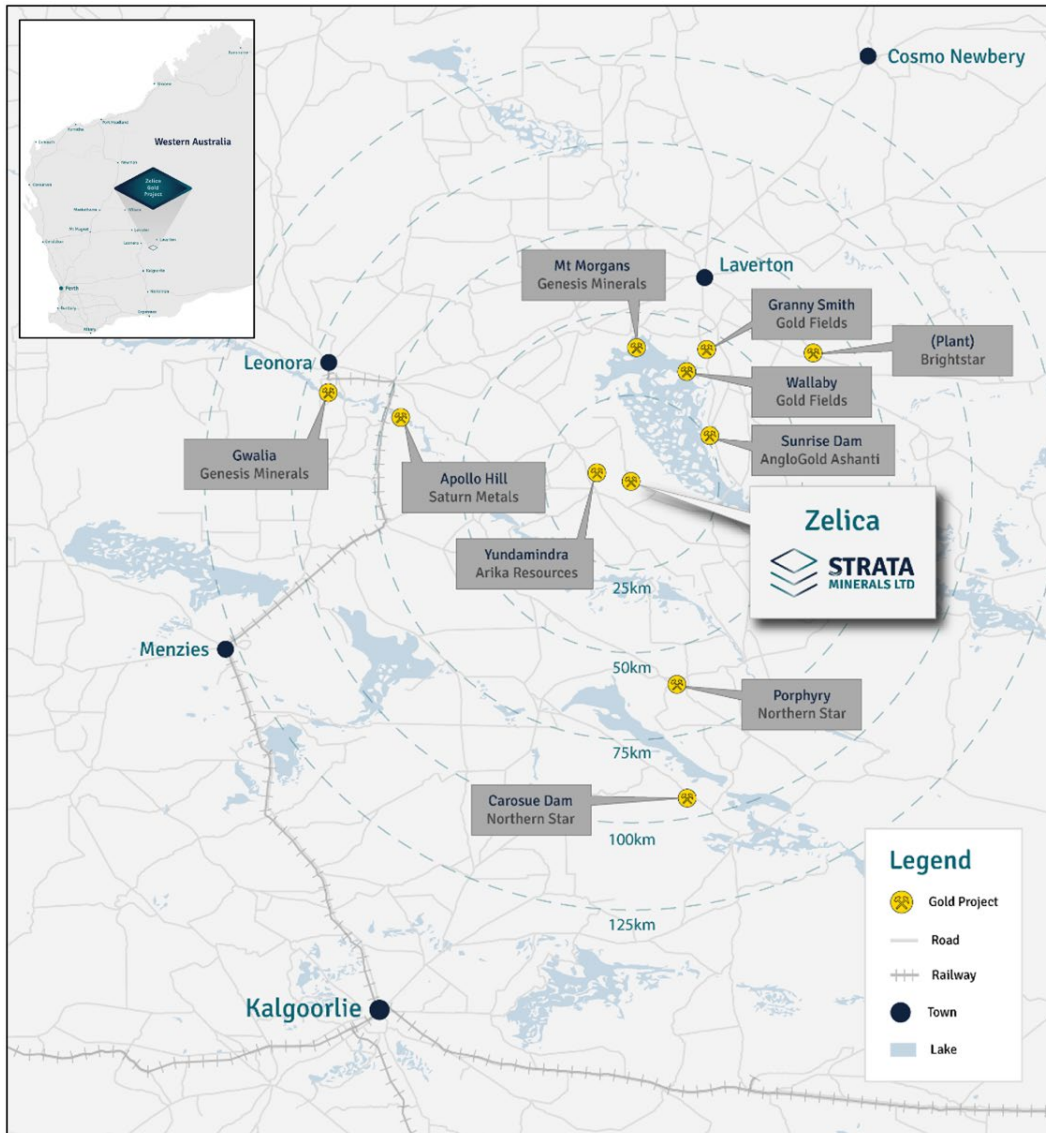 Western Australia
Zelica
Gold
Project
Perth
Cosmo Newbery
Laverton
Mt Morgans
Genesis Minerals
Granny Smith
Gold Fields
(Plant)
Brightstar
Leonora
Wallaby
Gold Fields
Gwalia
Genesis Minerals
Apollo Hill
Saturn Metals
Sunrise Dam
AngloGold Ashanti
Zelica
STRATA
MINERALS LTD
Yundamindra
Arika Resources
25km
Menzies
50km
Porphyry
Northern Star
75km
Carosue Dam
Northern Star
100km
125km
Kalgoorlie
Legend
Gold Project
Road
Railway
Town
Lake